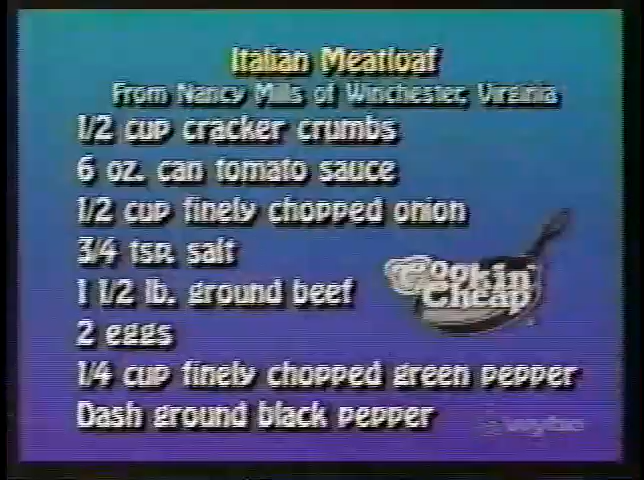 Italian Meatloaf
From Nancy Mills of Winchester, Virginia
1/2 cup cracker crumbs
6 oz. can tomato sauce
1/2 cup finely chopped onion
3/4 tsp. salt
1 1/2 lb. ground beef
2 eggs
1/4 cup finely chopped green pepper
Dash ground black pepper
Cookin'
Cheap